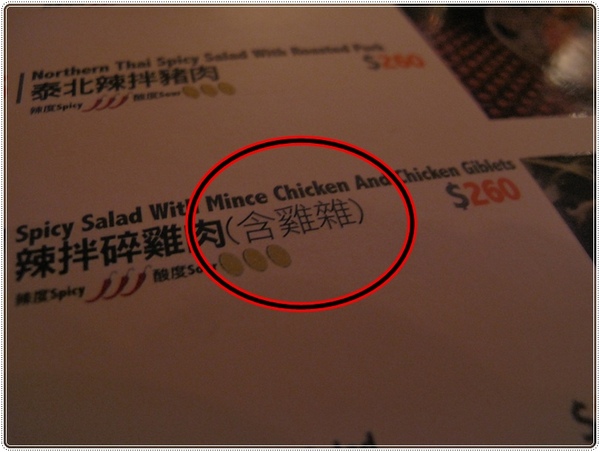 Northern Thai Spicy Salad With Roasted Pork
泰北辣拌豬肉 $260
辣度Spicy 酸度Sour
Spicy Salad With Mince Chicken And Chicken Giblets
辣拌碎雞肉(含雞雜) $260
辣度Spicy 酸度Sour
$